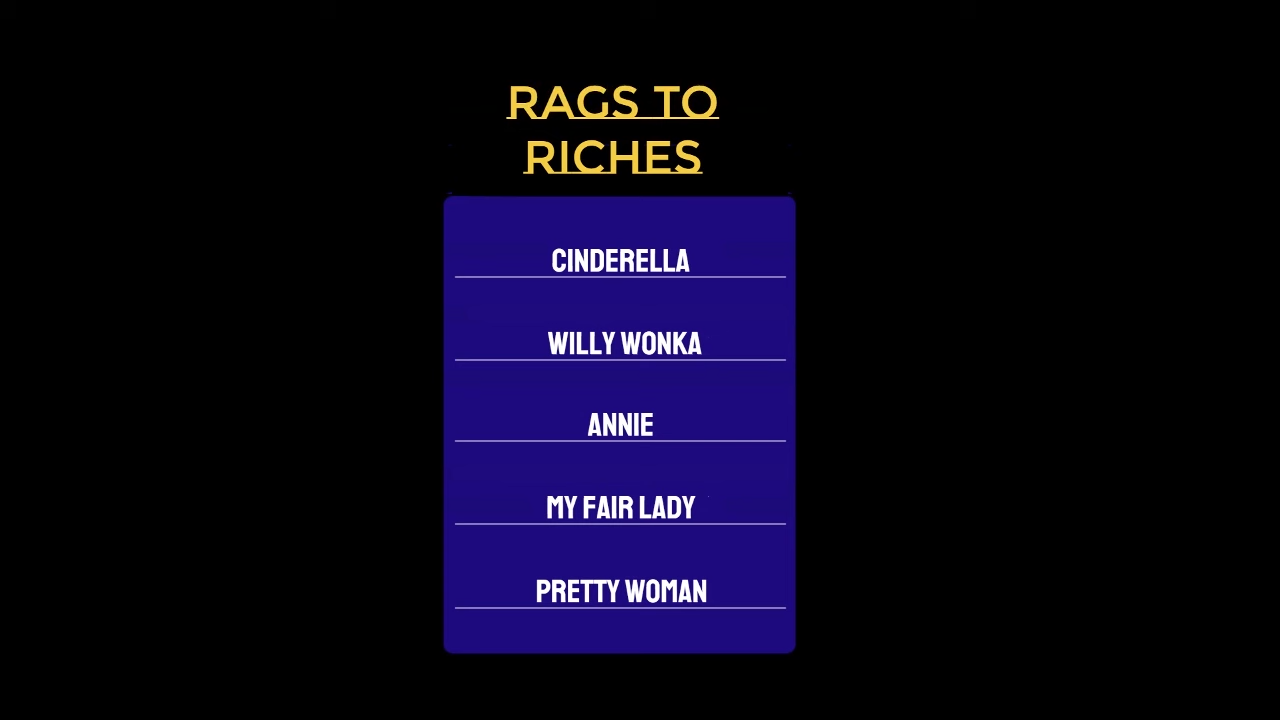 RAGS TO
RICHES
CINDERELLA
WILLY WONKA
ANNIE
MY FAIR LADY
PRETTY WOMAN